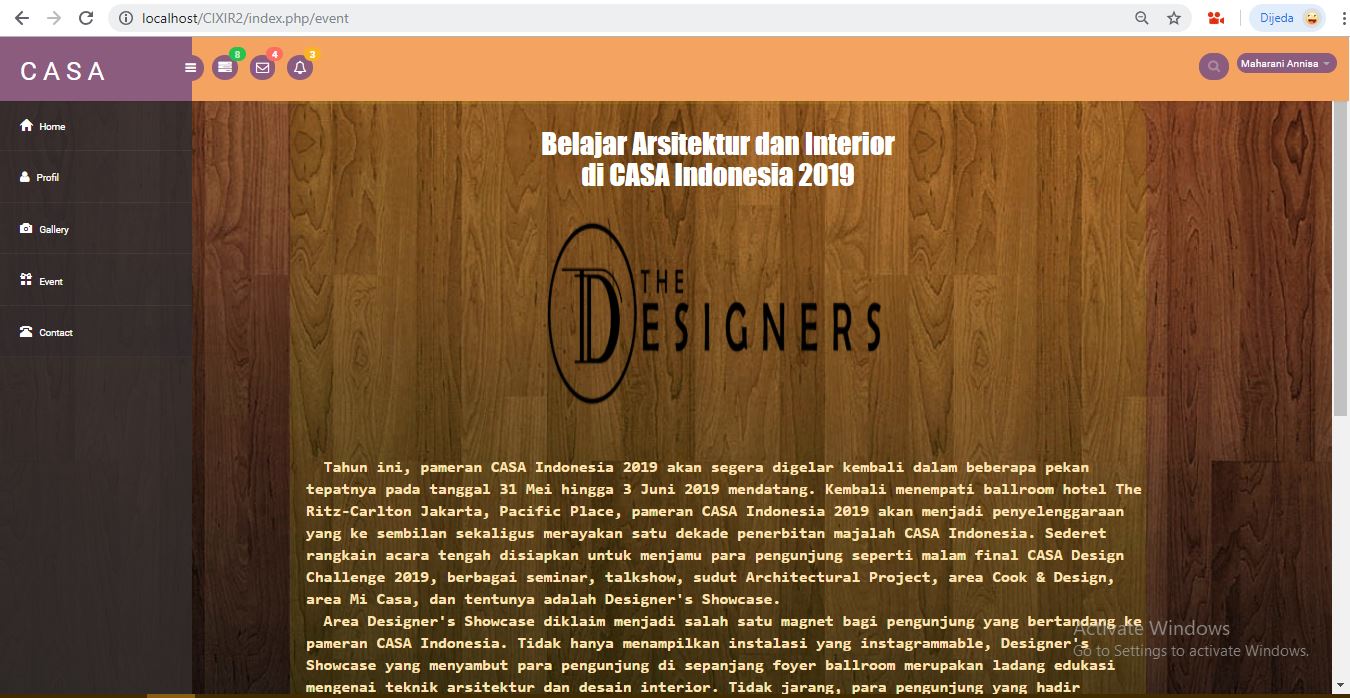 localhost/CIXIR2/index.php/event
Dijeda
CASA
8
4
3
Maharani Annisa
Home
Profil
Gallery
Event
Contact
Belajar Arsitektur dan Interior
di CASA Indonesia 2019
D THE
DESIGNERS
Tahun ini, pameran CASA Indonesia 2019 akan segera digelar kembali dalam beberapa pekan
tepatnya pada tanggal 31 Mei hingga 3 Juni 2019 mendatang. Kembali menempati ballroom hotel The
Ritz-Carlton Jakarta, Pacific Place, pameran CASA Indonesia 2019 akan menjadi penyelenggaraan
yang ke sembilan sekaligus merayakan satu dekade penerbitan majalah CASA Indonesia. Sederet
rangkain acara tengah disiapkan untuk menjamu para pengunjung seperti malam final CASA Design
Challenge 2019, berbagai seminar, talkshow, sudut Architectural Project, area Cook & Design,
area Mi Casa, dan tentunya adalah Designer's Showcase.
Area Designer's Showcase diklaim menjadi salah satu magnet bagi pengunjung yang bertandang ke
pameran CASA Indonesia. Tidak hanya menampilkan instalasi yang instagrammable, Designer's
Showcase yang menyambut para pengunjung di sepanjang foyer ballroom merupakan ladang edukasi
mengenai teknik arsitektur dan desain interior. Tidak jarang, para pengunjung yang hadir
Activate Windows
Go to Settings to activate Windows.